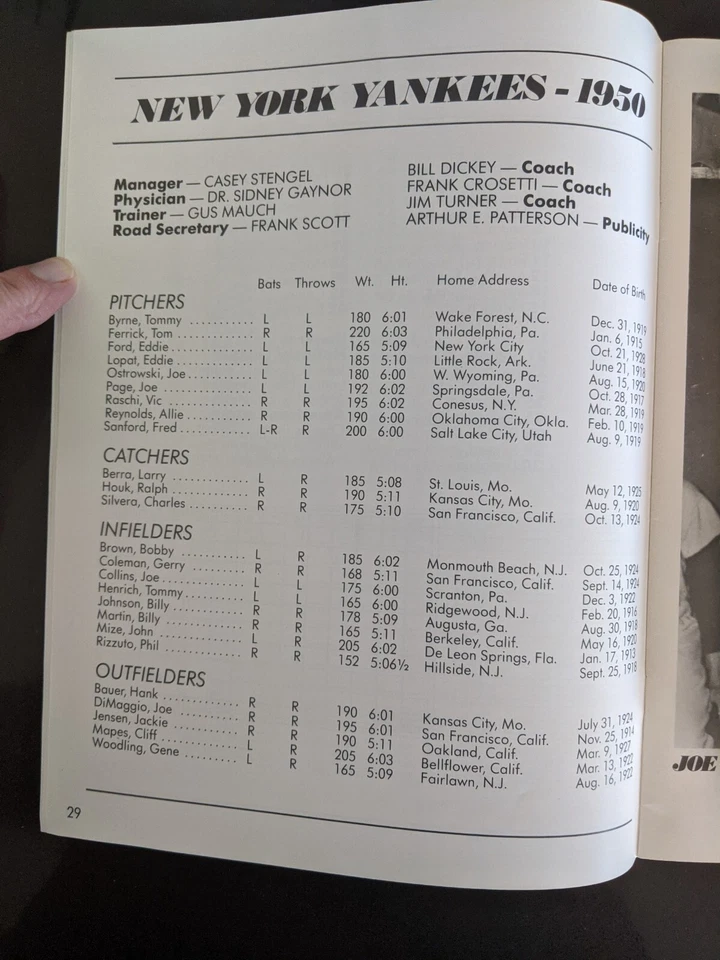 NEW YORK YANKEES - 1950
Manager — CASEY STENGEL
Physician — DR. SIDNEY GAYNOR
Trainer — GUS MAUCH
Road Secretary — FRANK SCOTT
BILL DICKEY — Coach
FRANK CROSETTI — Coach
JIM TURNER — Coach
ARTHUR E. PATTERSON — Publicity
Bats Throws Wt. Ht. Home Address Date of Birth
PITCHERS
Byrne, Tommy .......... L L 180 6:01 Wake Forest, N.C. Dec. 31, 1919
Ferrick, Tom ............ R R 220 6:03 Philadelphia, Pa. Jan. 6, 1915
Ford, Eddie ............. L L 165 5:09 New York City Oct. 21, 1928
Lopat, Eddie ............ L L 185 5:10 Little Rock, Ark. June 21, 1918
Ostrowski, Joe .......... L L 180 6:00 W. Wyoming, Pa. Aug. 15, 1920
Page, Joe .............. L L 192 6:02 Springsdale, Pa. Oct. 28, 1917
Raschi, Vic ............. R R 195 6:02 Conesus, N.Y. Mar. 28, 1919
Reynolds, Allie .......... R R 190 6:00 Oklahoma City, Okla. Feb. 10, 1919
Sanford, Fred ........... L-R R 200 6:00 Salt Lake City, Utah Aug. 9, 1919
CATCHERS
Berra, Larry ............ L R 185 5:08 St. Louis, Mo. May 12, 1925
Houk, Ralph ............ R R 190 5:11 Kansas City, Mo. Aug. 9, 1920
Silvera, Charles .......... R R 175 5:10 San Francisco, Calif. Oct. 13, 1924
INFIELDERS
Brown, Bobby .......... L R 185 6:02 Monmouth Beach, N.J. Oct. 25, 1924
Coleman, Gerry ......... R R 168 5:11 San Francisco, Calif. Sept. 14, 1924
Collins, Joe ............. L L 175 6:00 Scranton, Pa. Dec. 3, 1922
Henrich, Tommy ......... L L 165 6:00 Ridgewood, N.J. Feb. 20, 1916
Johnson, Billy ........... R R 178 5:09 Augusta, Ga. Aug. 30, 1918
Martin, Billy ............ R R 165 5:11 Berkeley, Calif. May 16, 1920
Mize, John ............. L R 205 6:02 De Leon Springs, Fla. Jan. 17, 1913
Rizzuto, Phil ............ R R 152 5:06½ Hillside, N.J. Sept. 25, 1918
OUTFIELDERS
Bauer, Hank ............ R R 190 6:01 Kansas City, Mo. July 31, 1924
DiMaggio, Joe .......... R R 195 6:01 San Francisco, Calif. Nov. 25, 1914
Jensen, Jackie .......... R R 190 5:11 Oakland, Calif. Mar. 9, 1927
Mapes, Cliff ............ L R 205 6:03 Bellflower, Calif. Mar. 13, 1922
Woodling, Gene ......... L R 165 5:09 Fairlawn, N.J. Aug. 16, 1922
29
JOE